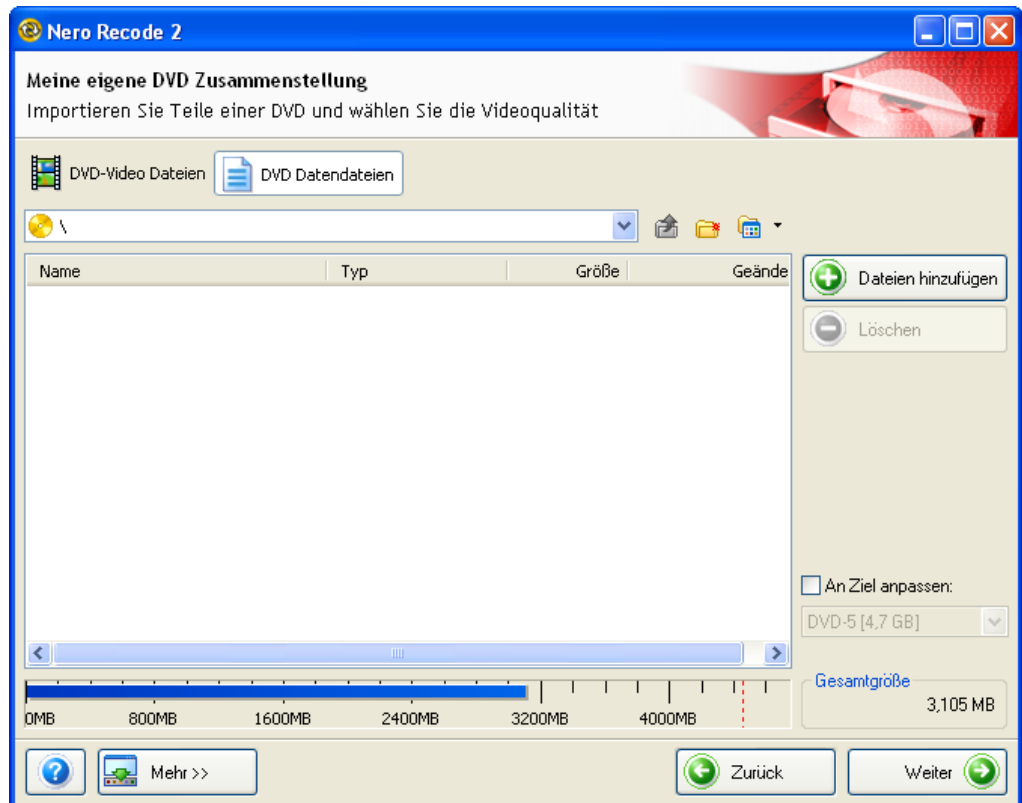 Nero Recode 2
Meine eigene DVD Zusammenstellung
Importieren Sie Teile einer DVD und wählen Sie die Videoqualität
DVD-Video Dateien
DVD Datendateien
\
Name Typ Größe Geände
Dateien hinzufügen
Löschen
An Ziel anpassen:
DVD-5 [4,7 GB]
Gesamtgröße
3,105 MB
0MB 800MB 1600MB 2400MB 3200MB 4000MB
Mehr >>
Zurück
Weiter